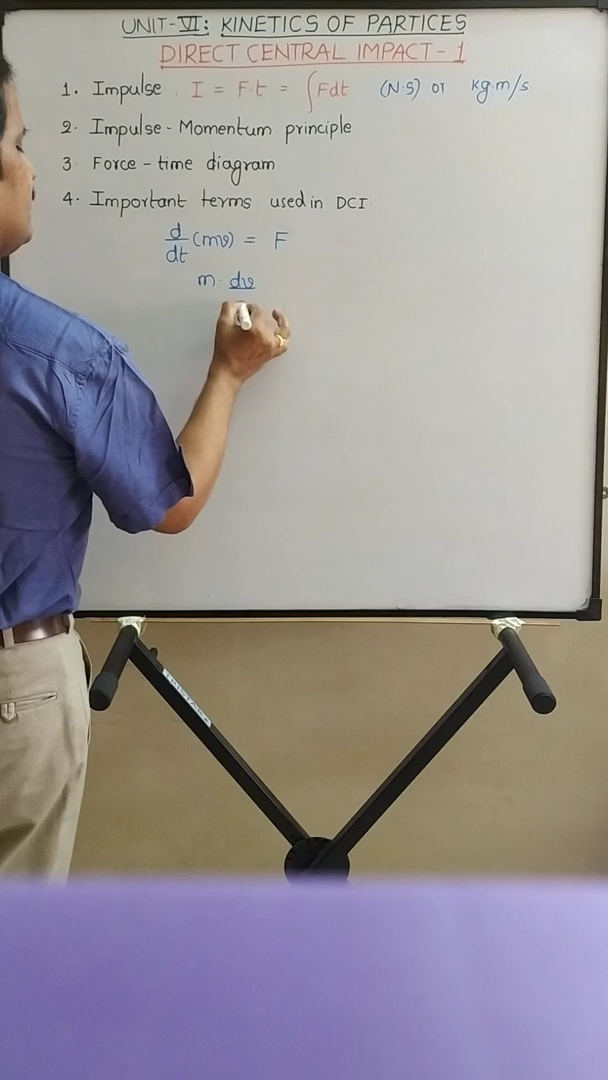 UNIT-VI: KINETICS OF PARTICES
DIRECT CENTRAL IMPACT-1
1. Impulse. I = F·t = ∫Fdt (N·s) or kg·m/s
2. Impulse-Momentum principle
3. Force-time diagram
4. Important terms used in DCI.
d/dt (mv) = F
m· dv